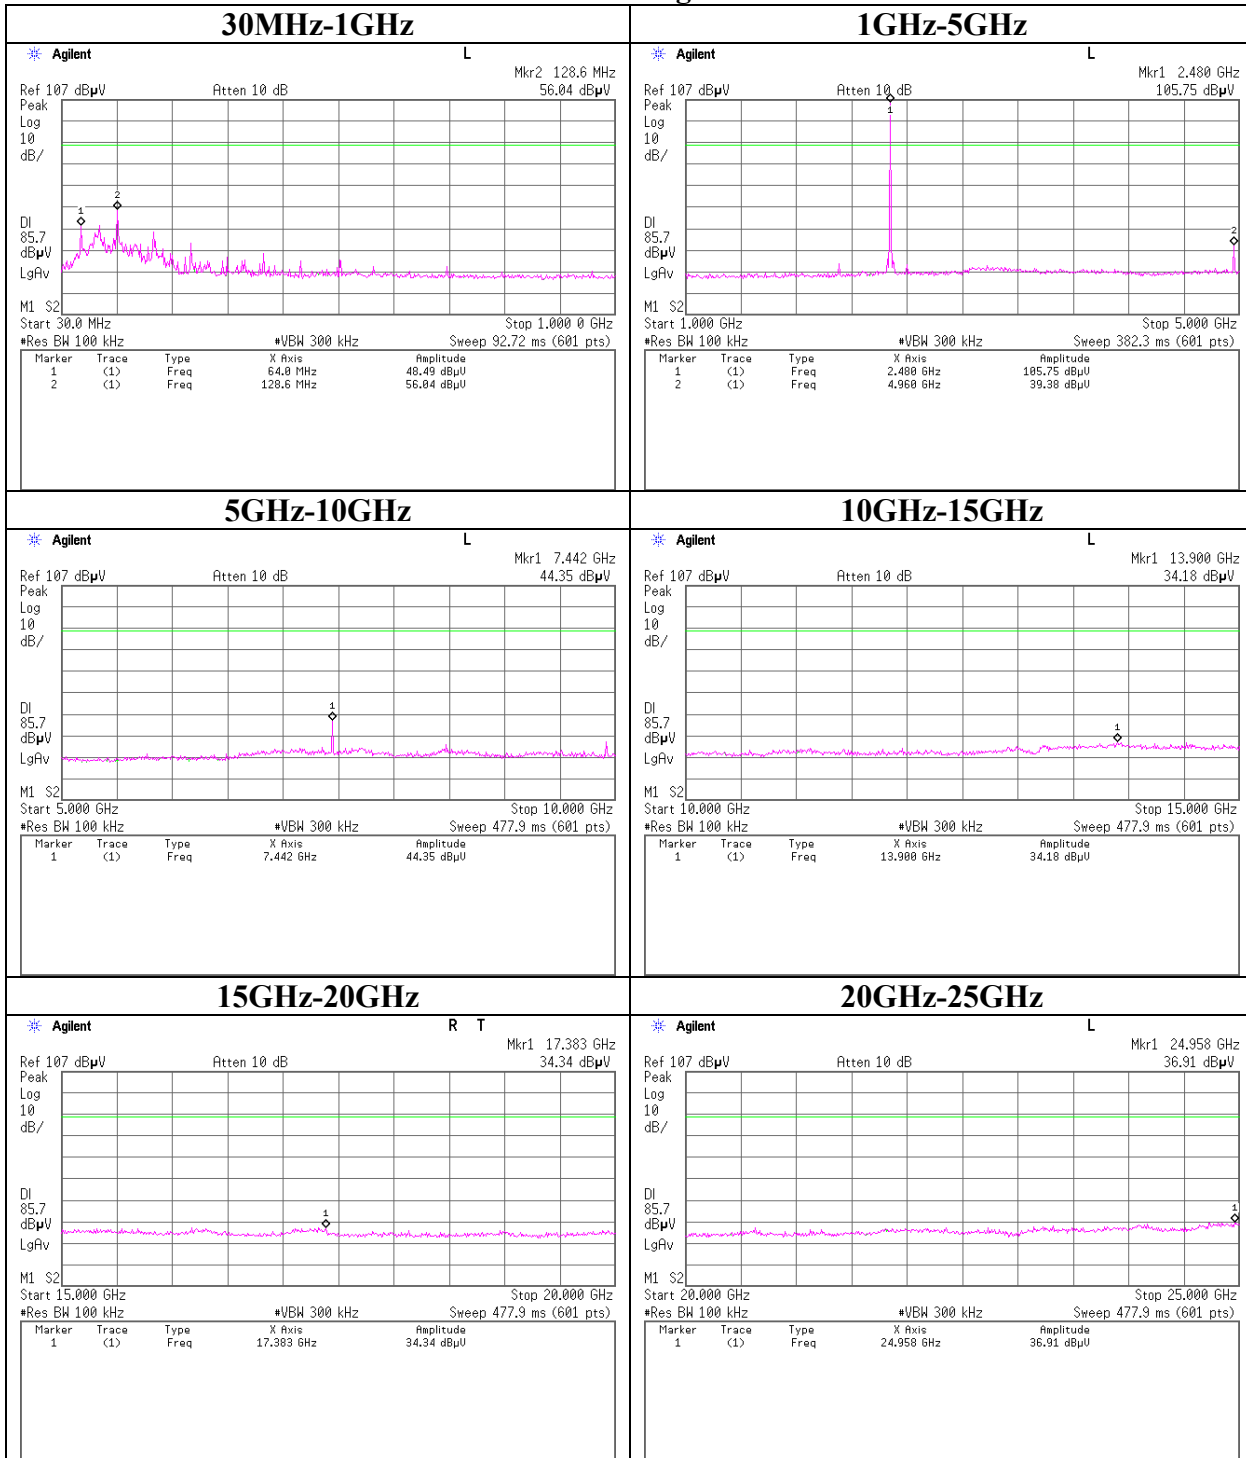 30MHz-1GHz
Agilent L
Mkr2 128.6 MHz
Ref 107 dBµV Atten 10 dB 56.04 dBµV
Peak
Log
10
dB/
2
1
DI
85.7
dBµV
LgAv
M1 S2
Start 30.0 MHz Stop 1.000 0 GHz
#Res BW 100 kHz #VBW 300 kHz Sweep 92.72 ms (601 pts)
Marker Trace Type X Axis Amplitude
1 (1) Freq 64.0 MHz 48.49 dBµV
2 (1) Freq 128.6 MHz 56.04 dBµV
1GHz-5GHz
Agilent L
Mkr1 2.480 GHz
Ref 107 dBµV Atten 10 dB 105.75 dBµV
Peak
Log
10
dB/
1
2
DI
85.7
dBµV
LgAv
M1 S2
Start 1.000 GHz Stop 5.000 GHz
#Res BW 100 kHz #VBW 300 kHz Sweep 382.3 ms (601 pts)
Marker Trace Type X Axis Amplitude
1 (1) Freq 2.480 GHz 105.75 dBµV
2 (1) Freq 4.960 GHz 39.38 dBµV
5GHz-10GHz
Agilent L
Mkr1 7.442 GHz
Ref 107 dBµV Atten 10 dB 44.35 dBµV
Peak
Log
10
dB/
1
DI
85.7
dBµV
LgAv
M1 S2
Start 5.000 GHz Stop 10.000 GHz
#Res BW 100 kHz #VBW 300 kHz Sweep 477.9 ms (601 pts)
Marker Trace Type X Axis Amplitude
1 (1) Freq 7.442 GHz 44.35 dBµV
10GHz-15GHz
Agilent L
Mkr1 13.900 GHz
Ref 107 dBµV Atten 10 dB 34.18 dBµV
Peak
Log
10
dB/
1
DI
85.7
dBµV
LgAv
M1 S2
Start 10.000 GHz Stop 15.000 GHz
#Res BW 100 kHz #VBW 300 kHz Sweep 477.9 ms (601 pts)
Marker Trace Type X Axis Amplitude
1 (1) Freq 13.900 GHz 34.18 dBµV
15GHz-20GHz
Agilent R T
Mkr1 17.383 GHz
Ref 107 dBµV Atten 10 dB 34.34 dBµV
Peak
Log
10
dB/
1
DI
85.7
dBµV
LgAv
M1 S2
Start 15.000 GHz Stop 20.000 GHz
#Res BW 100 kHz #VBW 300 kHz Sweep 477.9 ms (601 pts)
Marker Trace Type X Axis Amplitude
1 (1) Freq 17.383 GHz 34.34 dBµV
20GHz-25GHz
Agilent L
Mkr1 24.958 GHz
Ref 107 dBµV Atten 10 dB 36.91 dBµV
Peak
Log
10
dB/
1
DI
85.7
dBµV
LgAv
M1 S2
Start 20.000 GHz Stop 25.000 GHz
#Res BW 100 kHz #VBW 300 kHz Sweep 477.9 ms (601 pts)
Marker Trace Type X Axis Amplitude
1 (1) Freq 24.958 GHz 36.91 dBµV